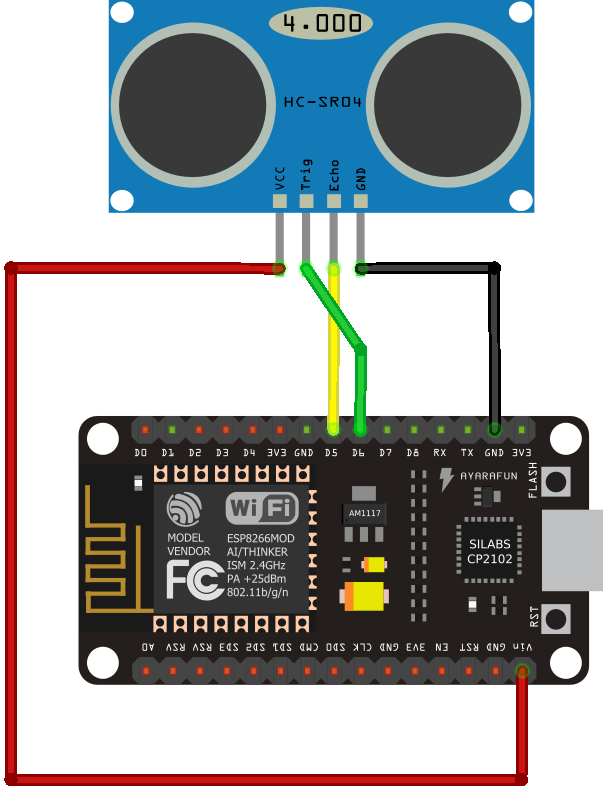 4.000
HC-SR04
VCC Trig Echo GND
D0 D1 D2 D3 D4 3V3 GND D5 D6 D7 D8 RX TX GND 3V3
AYARAFUN
FLASH
WiFi
MODEL
VENDOR
ESP8266MOD
AI/THINKER
ISM 2.4GHz
PA +25dBm
802.11b/g/n
FC
AM1117
SILABS
CP2102
RST
A0 RSV RSV SD3 SD2 SD1 CMD SD0 CLK GND 3V3 EN RST GND Vin